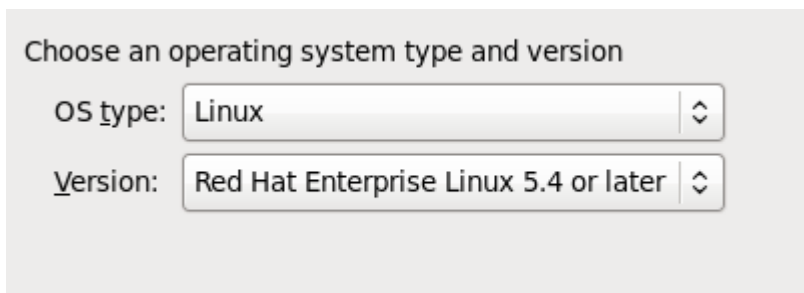 Choose an operating system type and version
OS type: Linux
Version: Red Hat Enterprise Linux 5.4 or later